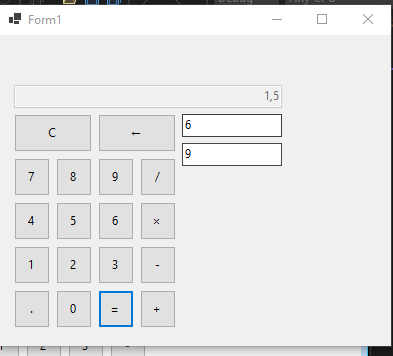 Form1
1,5
C ← 6
9
7 8 9 /
4 5 6 ×
1 2 3 -
. 0 = +